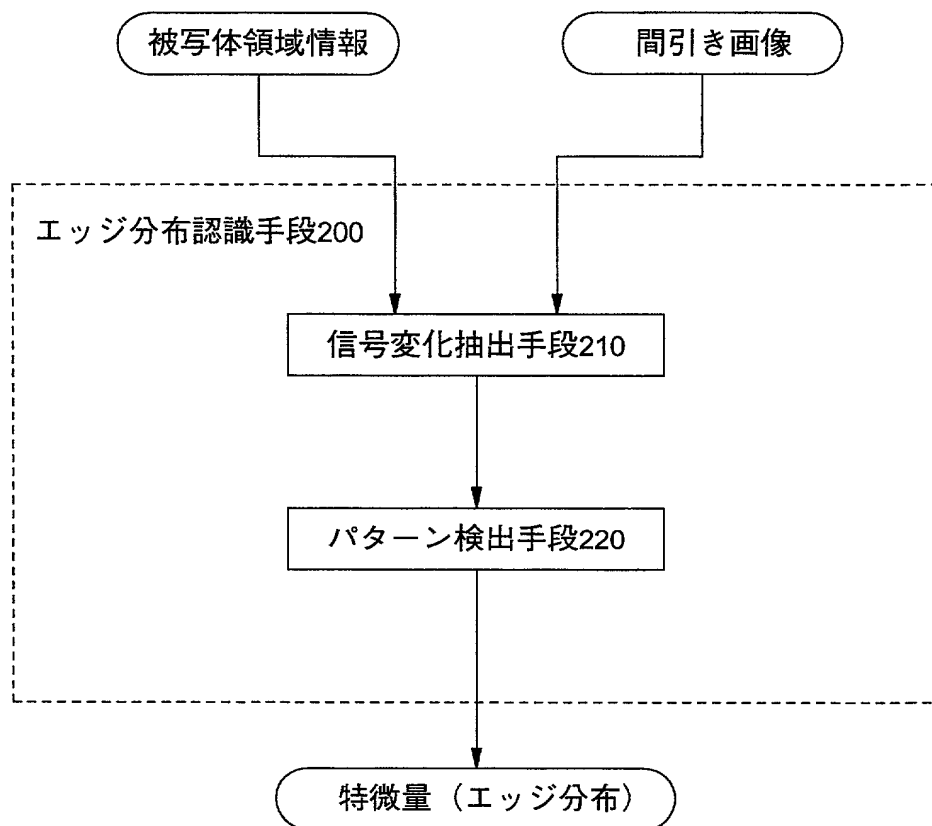 被写体領域情報
間引き画像
エッジ分布認識手段200
信号変化抽出手段210
パターン検出手段220
特微量（エッジ分布）